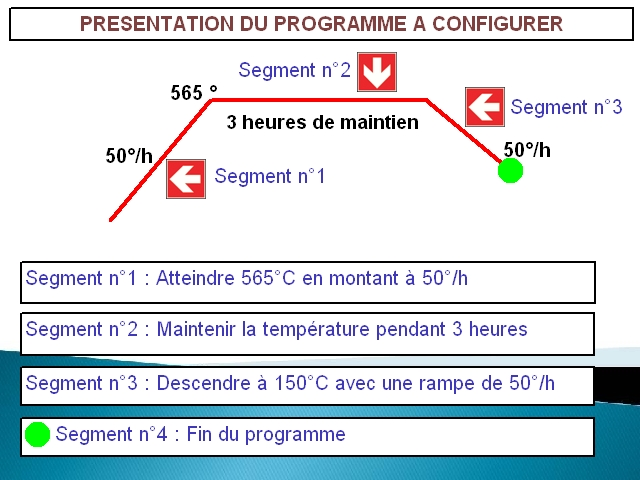 PRESENTATION DU PROGRAMME A CONFIGURER
Segment n°2
565 °
Segment n°3
3 heures de maintien
50°/h
50°/h
Segment n°1
Segment n°1 : Atteindre 565°C en montant à 50°/h
Segment n°2 : Maintenir la température pendant 3 heures
Segment n°3 : Descendre à 150°C avec une rampe de 50°/h
Segment n°4 : Fin du programme